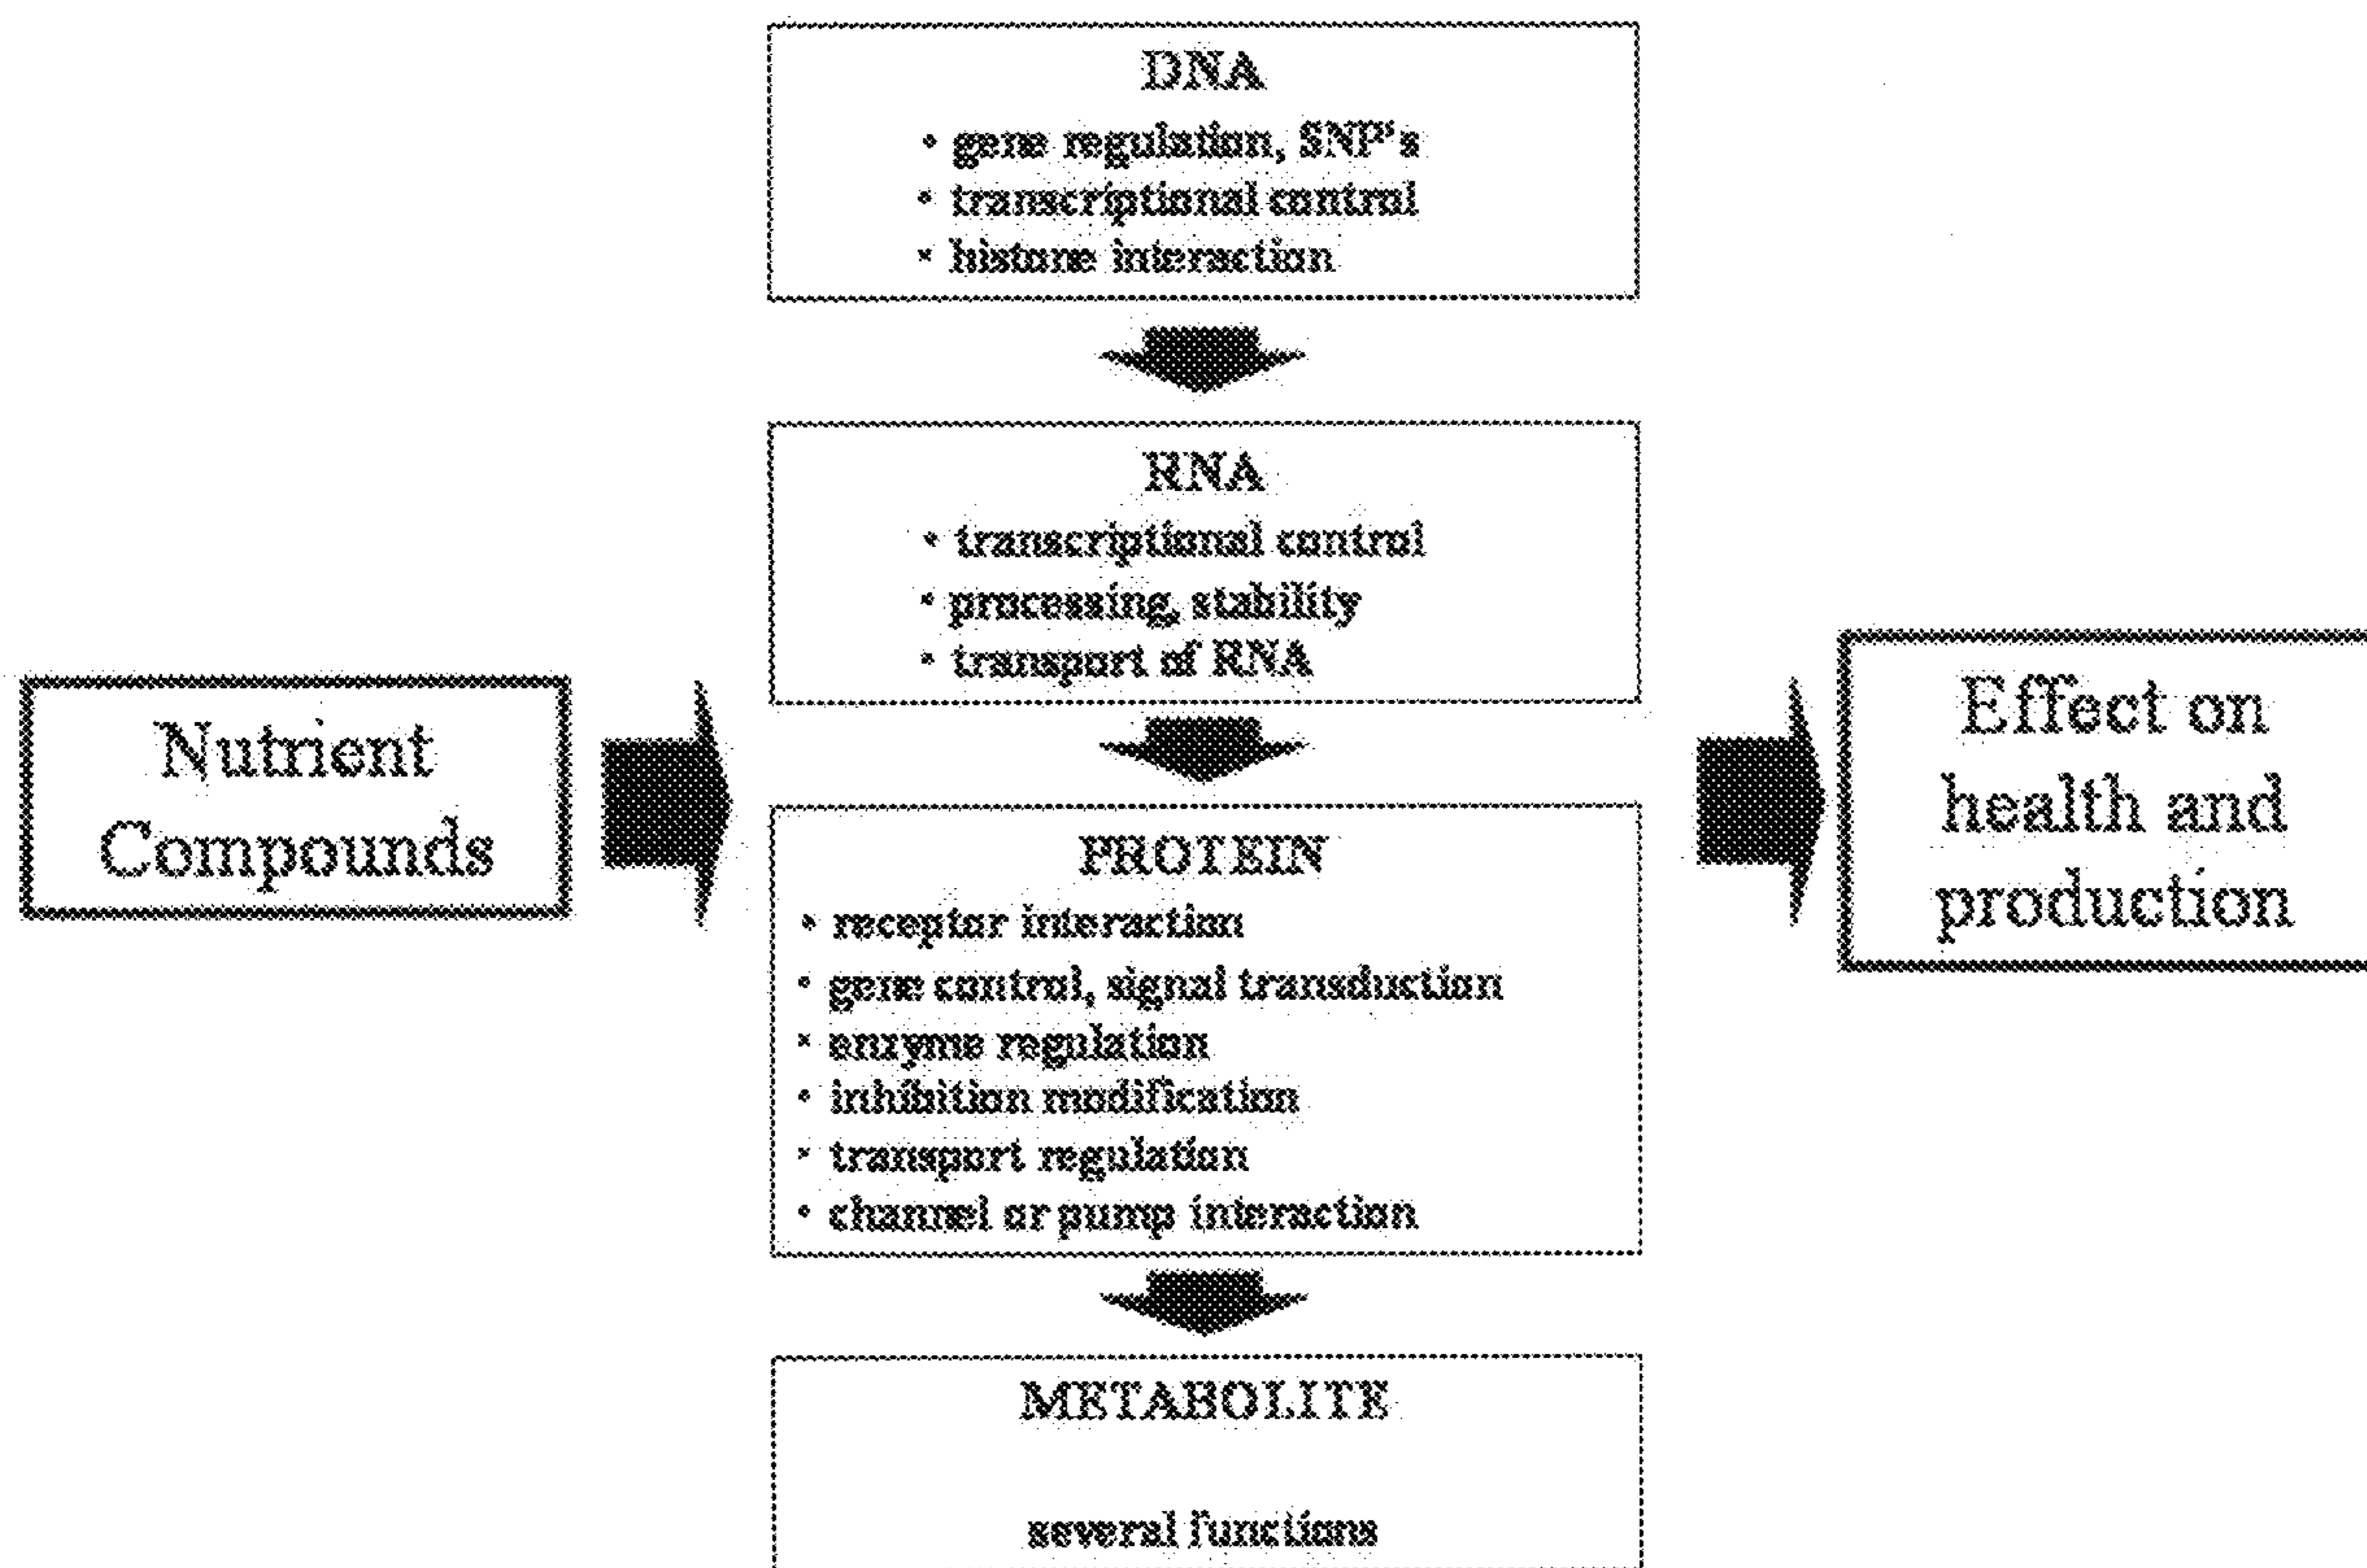 DNA
• gene regulation, SNP's
• transcriptional control
• histone interaction
RNA
• transcriptional control
• processing, stability
• transport of RNA
Nutrient
Compounds
PROTEIN
• receptor interaction
• gene control, signal transduction
• enzyme regulation
• inhibition modification
• transport regulation
• channel or pump interaction
Effect on
health and
production
METABOLITE
several functions